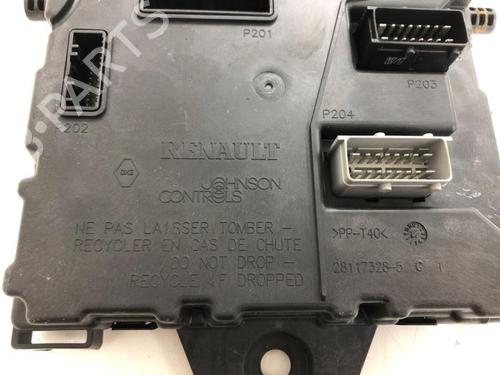 P201
P203
P202
P204
RENAULT
JOHNSON
CONTROLS
NE PAS LAISSER TOMBER -
RECYCLER EN CAS DE CHUTE
DO NOT DROP -
RECYCLE IF DROPPED
>PP-T40<
28117328-5 C 1